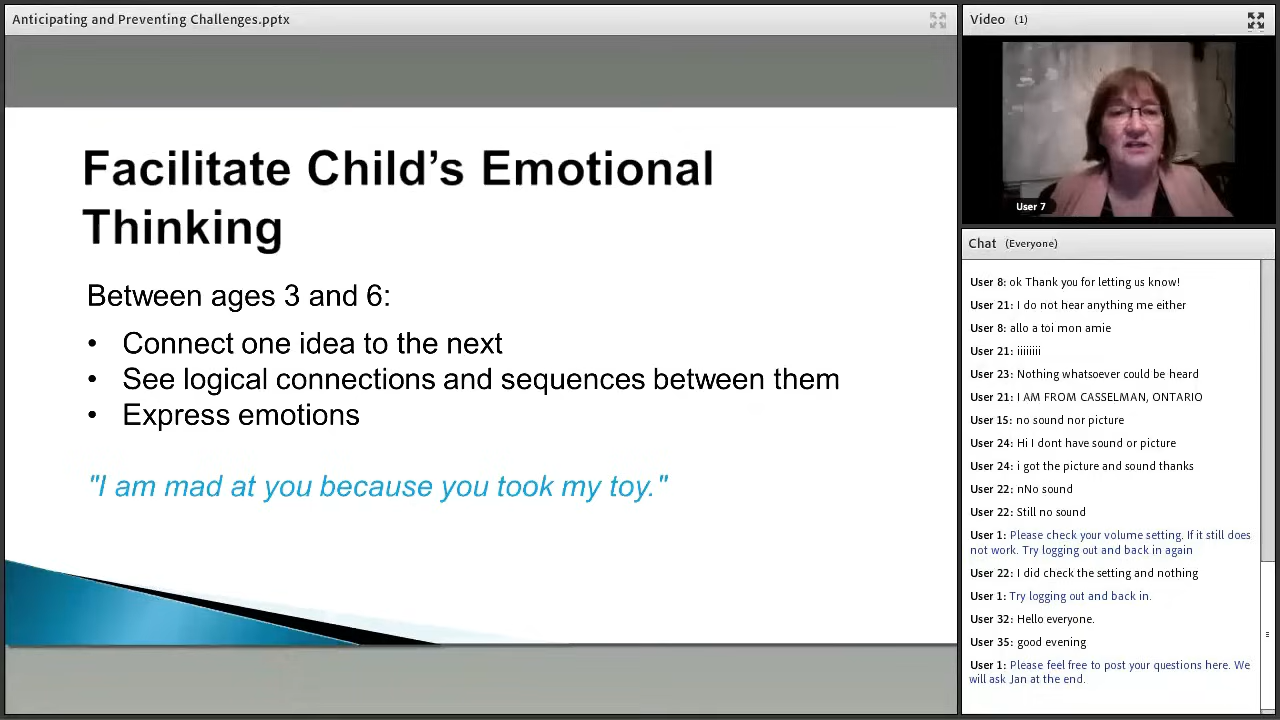 Anticipating and Preventing Challenges.pptx
Facilitate Child’s Emotional
Thinking
Between ages 3 and 6:
• Connect one idea to the next
• See logical connections and sequences between them
• Express emotions
"I am mad at you because you took my toy."
Video (1)
User 7
Chat (Everyone)
User 8: ok Thank you for letting us know!
User 21: I do not hear anything me either
User 8: allo a toi mon amie
User 21: iiiiiiii
User 23: Nothing whatsoever could be heard
User 21: I AM FROM CASSELMAN, ONTARIO
User 15: no sound nor picture
User 24: Hi I dont have sound or picture
User 24: i got the picture and sound thanks
User 22: nNo sound
User 22: Still no sound
User 1: Please check your volume setting. If it still does
not work. Try logging out and back in again
User 22: I did check the setting and nothing
User 1: Try logging out and back in.
User 32: Hello everyone.
User 35: good evening
User 1: Please feel free to post your questions here. We
will ask Jan at the end.